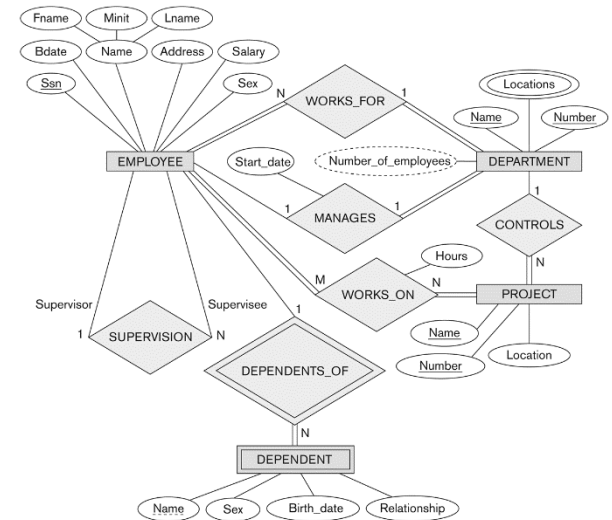 Fname Minit Lname
Bdate Name Address Salary
Ssn Sex
N WORKS_FOR 1
Locations
Name Number
EMPLOYEE
Start_date
Number_of_employees
DEPARTMENT
1 MANAGES 1
1
CONTROLS
N
Hours
M WORKS_ON N
PROJECT
Name
Number
Location
Supervisor Supervisee
1 SUPERVISION N
1
DEPENDENTS_OF
N
DEPENDENT
Name Sex Birth_date Relationship